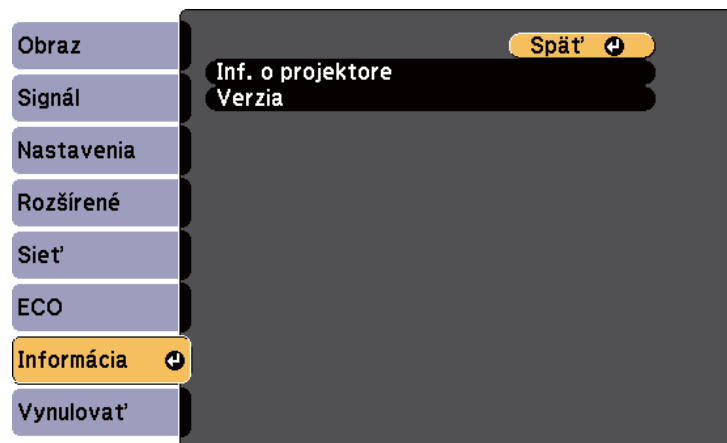 Obraz
Signál
Nastavenia
Rozšírené
Sieť
ECO
Informácia
Vynulovať
Späť
Inf. o projektore
Verzia